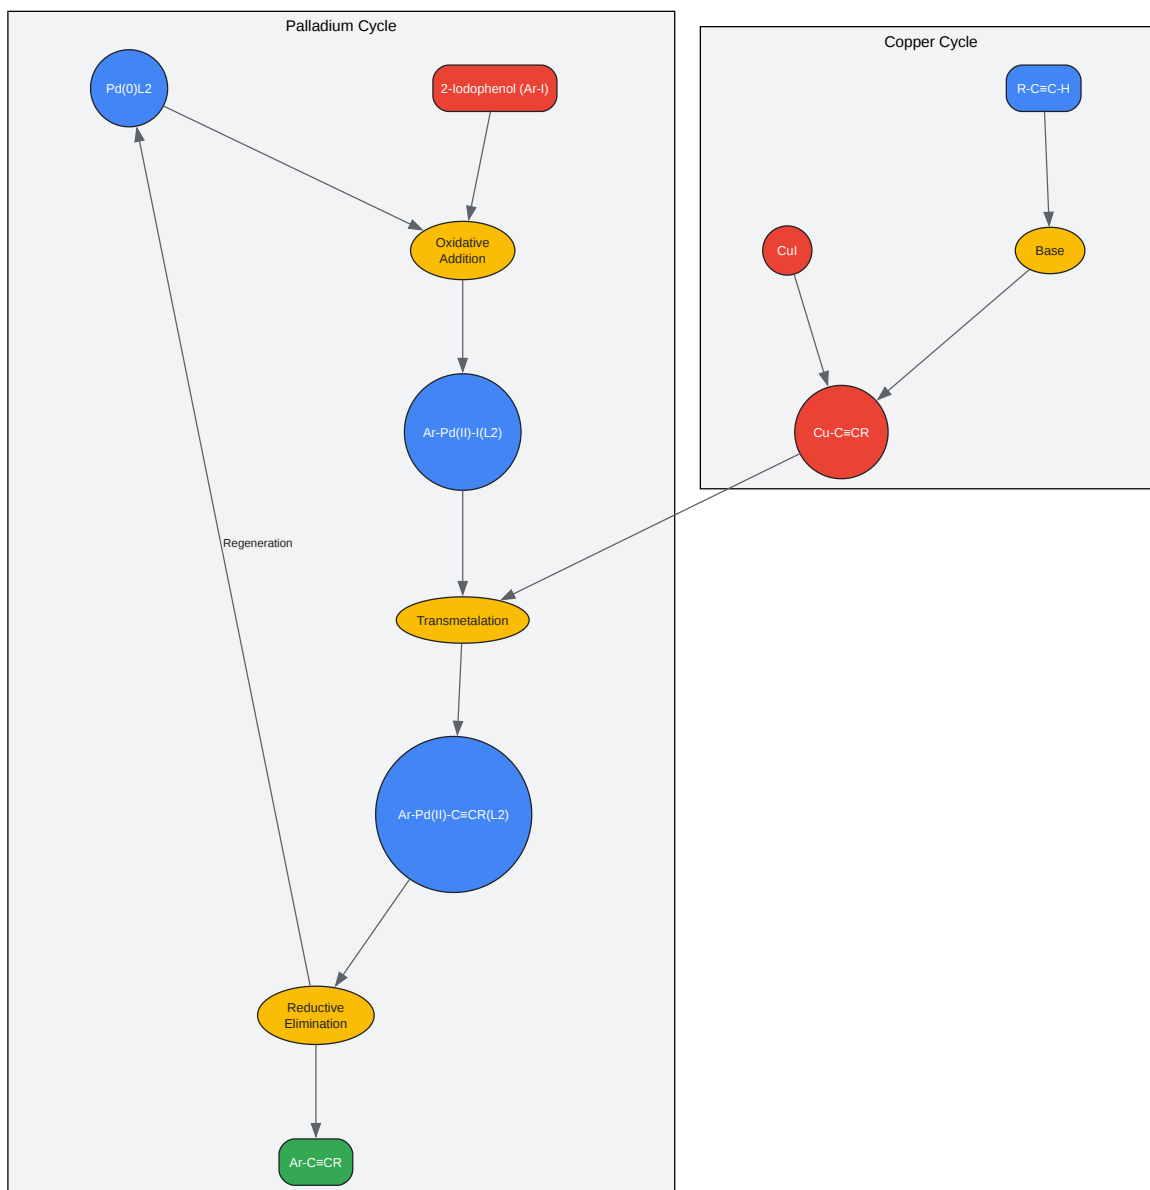 Palladium Cycle
Pd(0)L2
2-Iodophenol (Ar-I)
Oxidative
Addition
Ar-Pd(II)-I(L2)
Regeneration
Transmetalation
Ar-Pd(II)-C≡CR(L2)
Reductive
Elimination
Ar-C≡CR
Copper Cycle
R-C≡C-H
CuI
Base
Cu-C≡CR